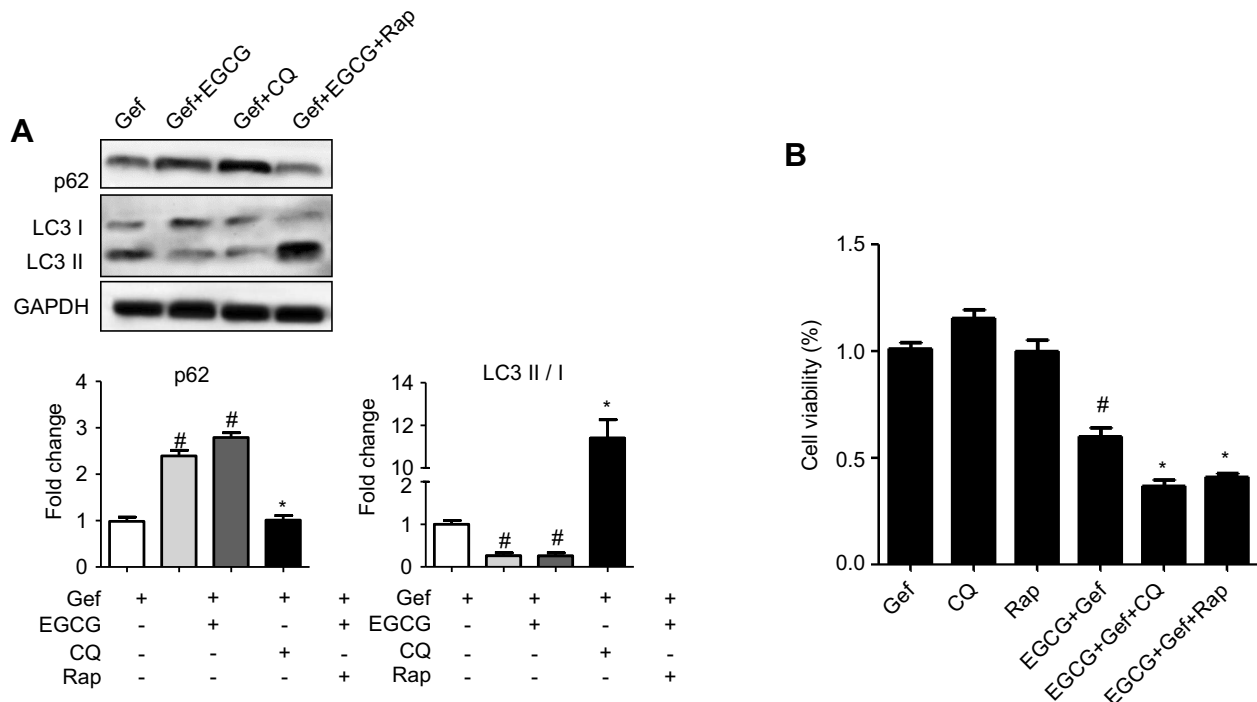 Gef
Gef+EGCG
Gef+CQ
Gef+EGCG+Rap
A
p62
LC3 I
LC3 II
GAPDH
p62
Fold change
4
3
2
1
0
#
#
*
Gef + + + +
EGCG - + - +
CQ - - + -
Rap - - - +
LC3 II / I
Fold change
14
12
10
2
1
0
#
#
*
Gef + + + +
EGCG - + - +
CQ - - + -
Rap - - - +
B
Cell viability (%)
1.5
1.0
0.5
0.0
#
*
*
Gef
CQ
Rap
EGCG+Gef
EGCG+Gef+CQ
EGCG+Gef+Rap